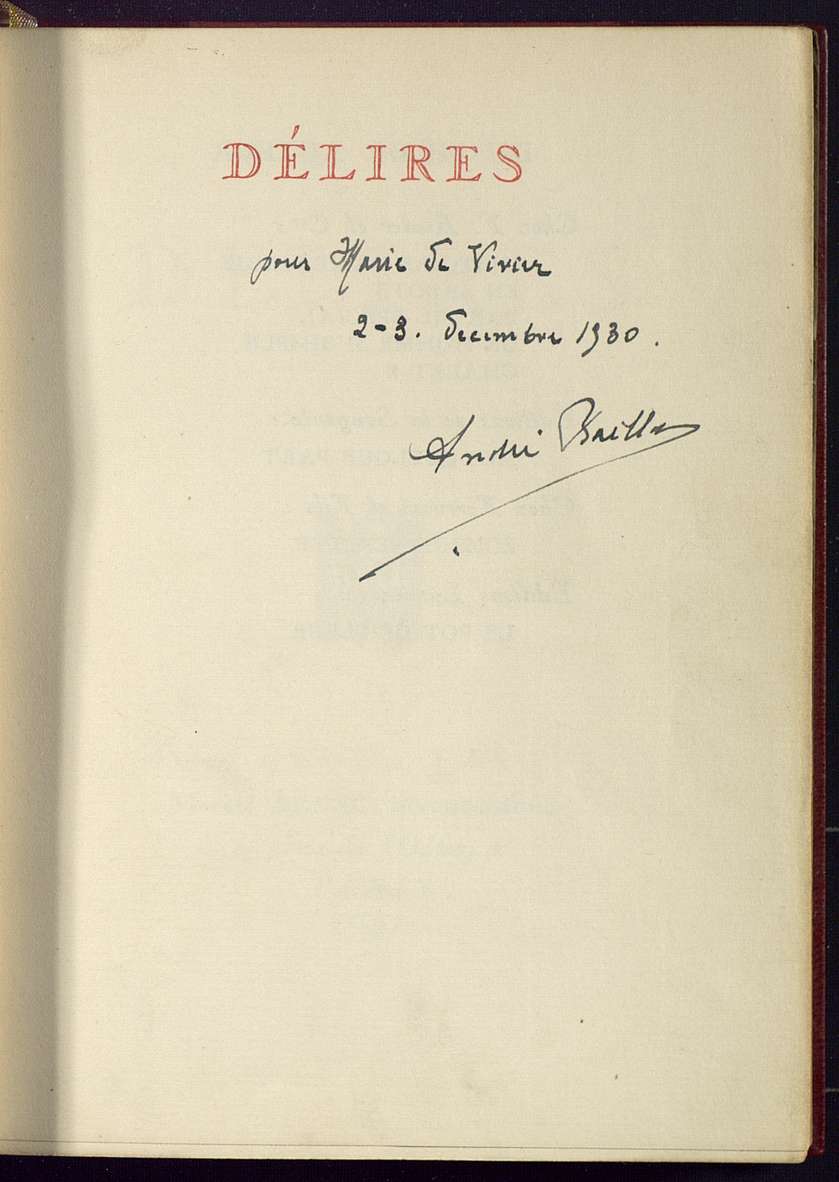 DÉLIRES
pour Marie de Vivier
2-3. décembre 1930.
André Baillon